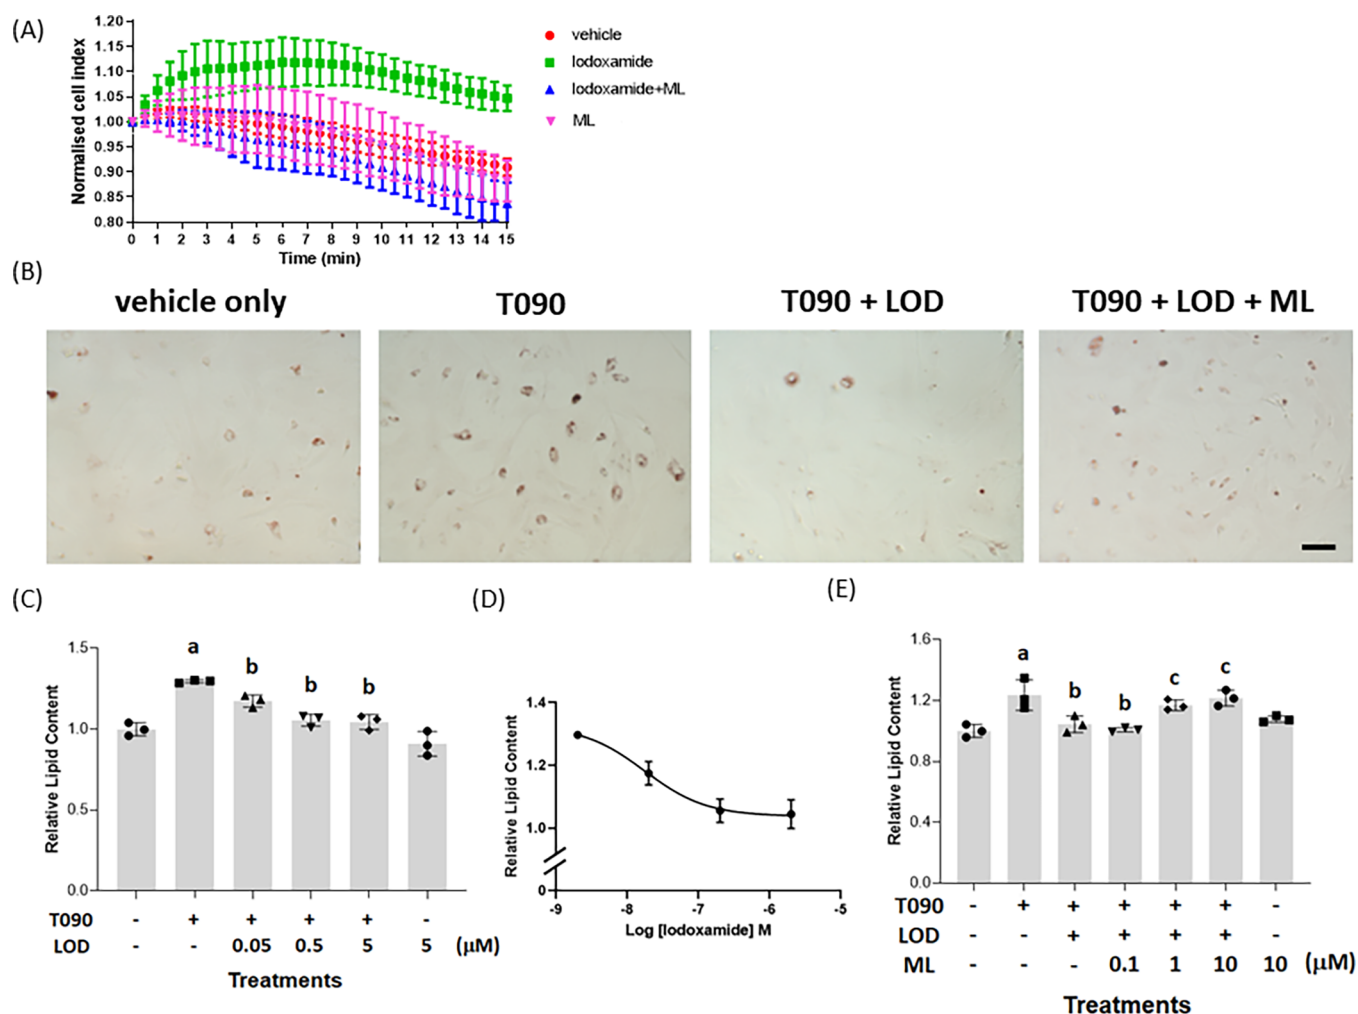 (A)
Normalised cell index
1.20
1.15
1.10
1.05
1.00
0.95
0.90
0.85
0.80
0 1 2 3 4 5 6 7 8 9 10 11 12 13 14 15
Time (min)
vehicle
lodoxamide
lodoxamide+ML
ML
(B)
vehicle only
T090
T090 + LOD
T090 + LOD + ML
(C)
Relative Lipid Content
1.5
1.0
0.5
0.0
a b b b
T090 - + + + + -
LOD - - 0.05 0.5 5 5 (μM)
Treatments
(D)
Relative Lipid Content
1.4
1.2
1.0
0
-9 -8 -7 -6 -5
Log [lodoxamide] M
(E)
Relative Lipid Content
1.6
1.2
0.8
0.4
0.0
a b b c c
T090 - + + + + + -
LOD - - + + + + -
ML - - - 0.1 1 10 10 (μM)
Treatments